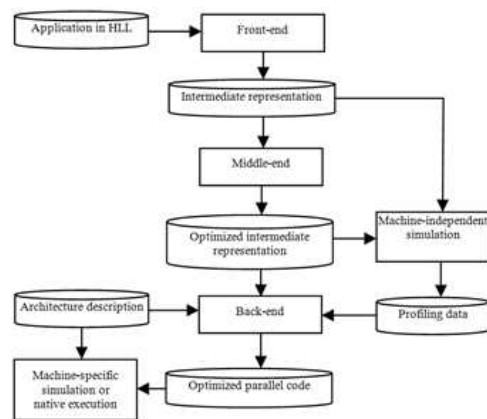 Application in HLL
Front-end
Intermediate representation
Middle-end
Optimized intermediate
representation
Machine-independent
simulation
Architecture description
Back-end
Profiling data
Machine-specific
simulation or
native execution
Optimized parallel code